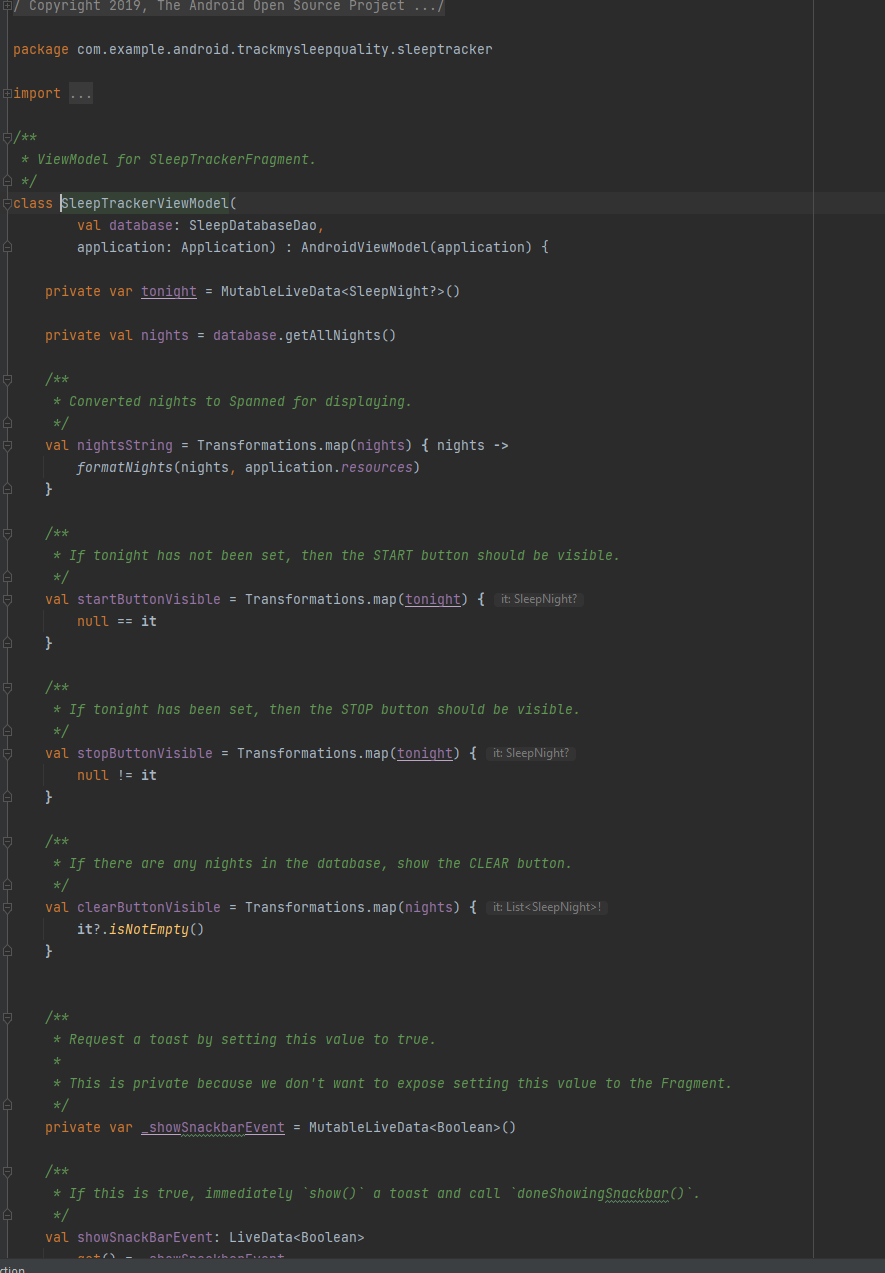 / Copyright 2019, The Android Open Source Project .../
package com.example.android.trackmysleepquality.sleeptracker
import ...
/**
* ViewModel for SleepTrackerFragment.
*/
class SleepTrackerViewModel(
val database: SleepDatabaseDao,
application: Application) : AndroidViewModel(application) {
private var tonight = MutableLiveData<SleepNight?>()
private val nights = database.getAllNights()
/**
* Converted nights to Spanned for displaying.
*/
val nightsString = Transformations.map(nights) { nights ->
formatNights(nights, application.resources)
}
/**
* If tonight has not been set, then the START button should be visible.
*/
val startButtonVisible = Transformations.map(tonight) { it: SleepNight?
null == it
}
/**
* If tonight has been set, then the STOP button should be visible.
*/
val stopButtonVisible = Transformations.map(tonight) { it: SleepNight?
null != it
}
/**
* If there are any nights in the database, show the CLEAR button.
*/
val clearButtonVisible = Transformations.map(nights) { it: List<SleepNight>!
it?.isNotEmpty()
}
/**
* Request a toast by setting this value to true.
*
* This is private because we don't want to expose setting this value to the Fragment.
*/
private var _showSnackbarEvent = MutableLiveData<Boolean>()
/**
* If this is true, immediately `show()` a toast and call `doneShowingSnackbar()`.
*/
val showSnackBarEvent: LiveData<Boolean>
get() = _showSnackbarEvent
ction